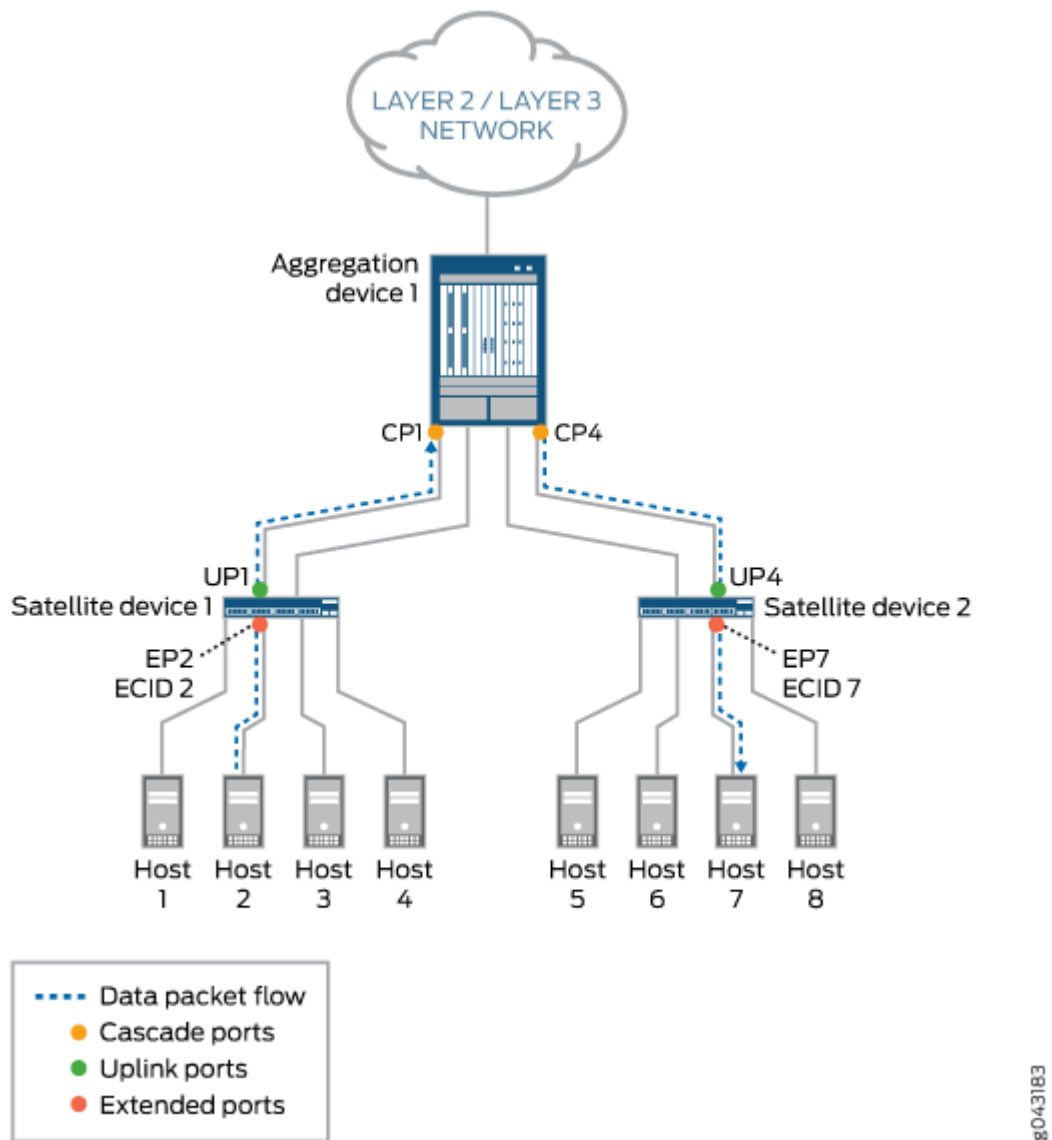 LAYER 2 / LAYER 3
NETWORK
Aggregation
device 1
CP1
CP4
UP1
UP4
Satellite device 1
Satellite device 2
EP2
ECID 2
EP7
ECID 7
Host
1
Host
2
Host
3
Host
4
Host
5
Host
6
Host
7
Host
8
Data packet flow
Cascade ports
Uplink ports
Extended ports
g043183